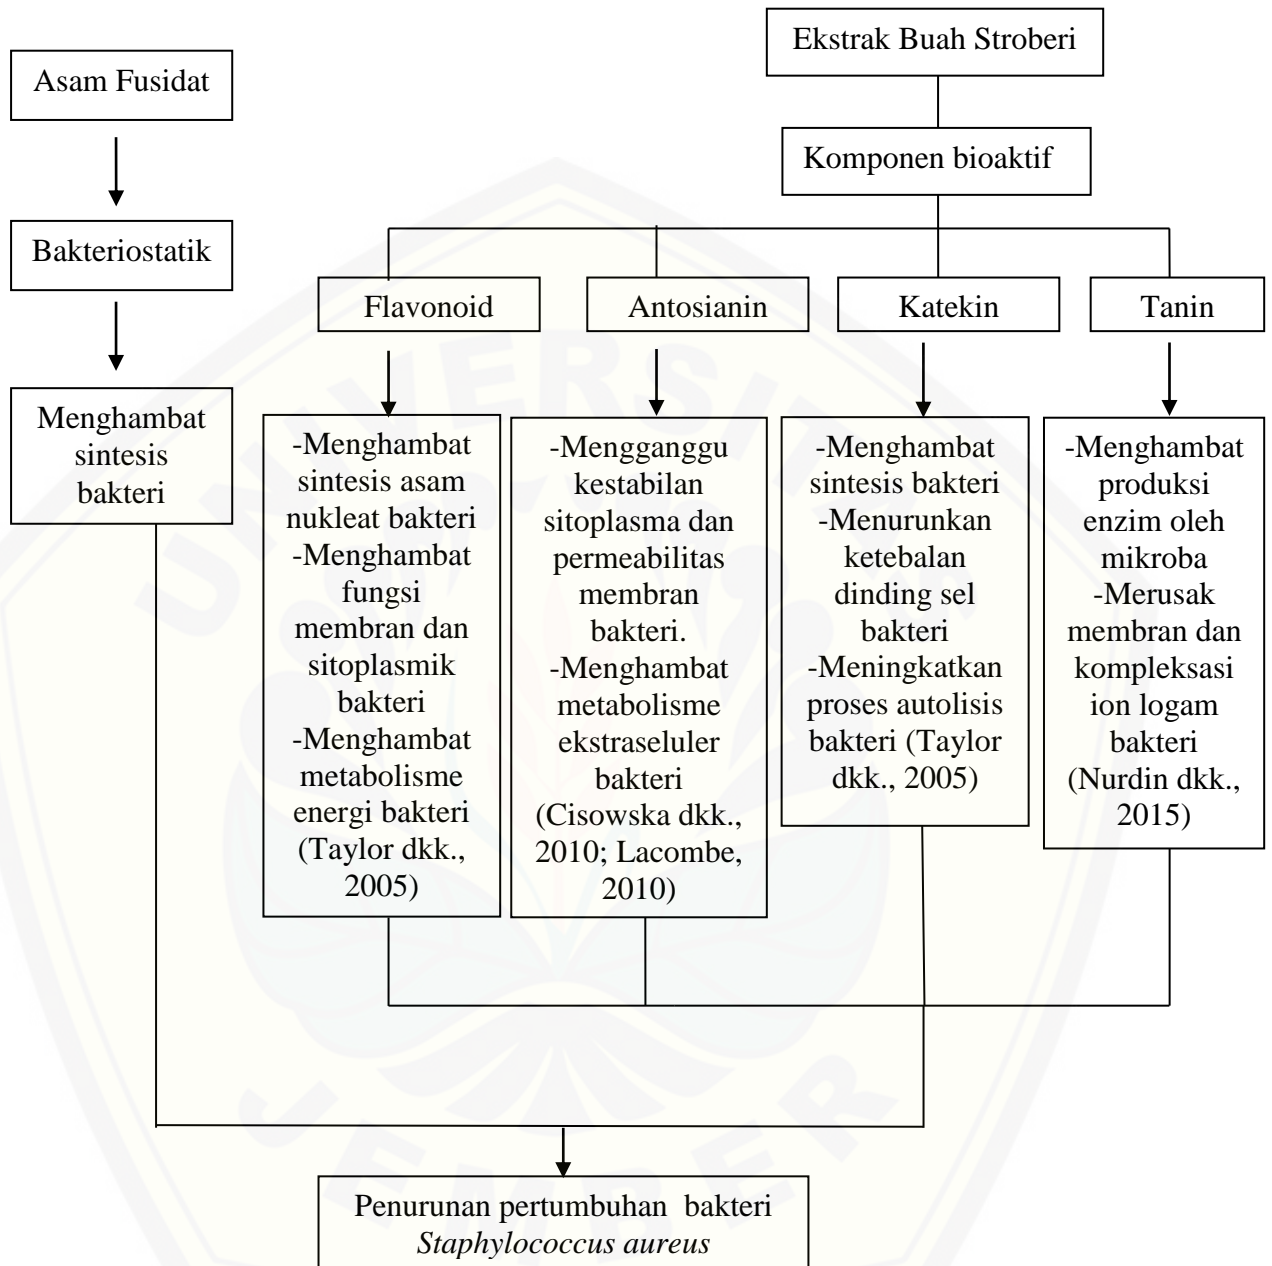 Ekstrak Buah Stroberi
Asam Fusidat
Komponen bioaktif
Bakteriostatik
Flavonoid
Antosianin
Katekin
Tanin
Menghambat
sintesis
bakteri
-Menghambat
sintesis asam
nukleat bakteri
-Menghambat
fungsi
membran dan
sitoplasmik
bakteri
-Menghambat
metabolisme
energi bakteri
(Taylor dkk.,
2005)
-Mengganggu
kestabilan
sitoplasma dan
permeabilitas
membran
bakteri.
-Menghambat
metabolisme
ekstraseluler
bakteri
(Cisowska dkk.,
2010; Lacombe,
2010)
-Menghambat
sintesis bakteri
-Menurunkan
ketebalan
dinding sel
bakteri
-Meningkatkan
proses autolisis
bakteri (Taylor
dkk., 2005)
-Menghambat
produksi
enzim oleh
mikroba
-Merusak
membran dan
kompleksasi
ion logam
bakteri
(Nurdin dkk.,
2015)
Penurunan pertumbuhan bakteri
Staphylococcus aureus
UNIVERSITAS
JEMBER